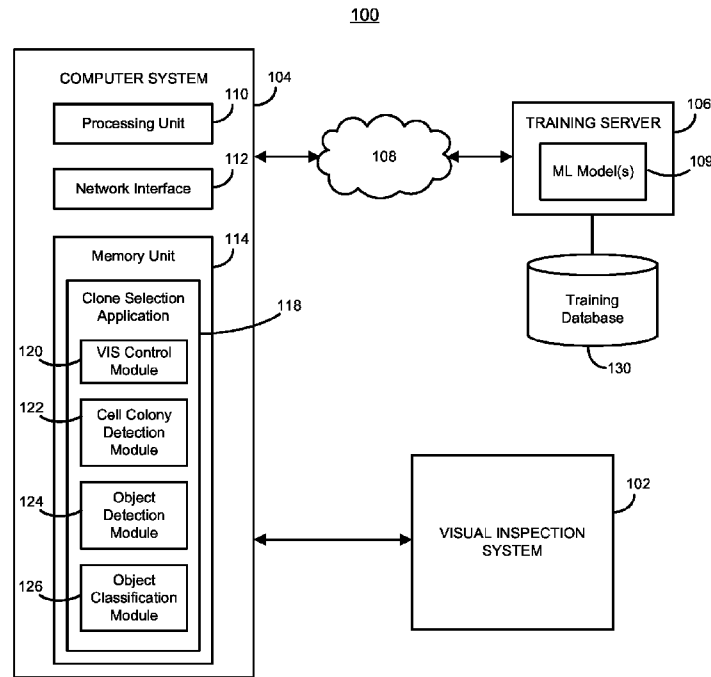 100
COMPUTER SYSTEM
104
110
Processing Unit
112
Network Interface
114
Memory Unit
Clone Selection
Application
118
120
VIS Control
Module
122
Cell Colony
Detection
Module
124
Object
Detection
Module
126
Object
Classification
Module
108
106
TRAINING SERVER
109
ML Model(s)
Training
Database
130
102
VISUAL INSPECTION
SYSTEM